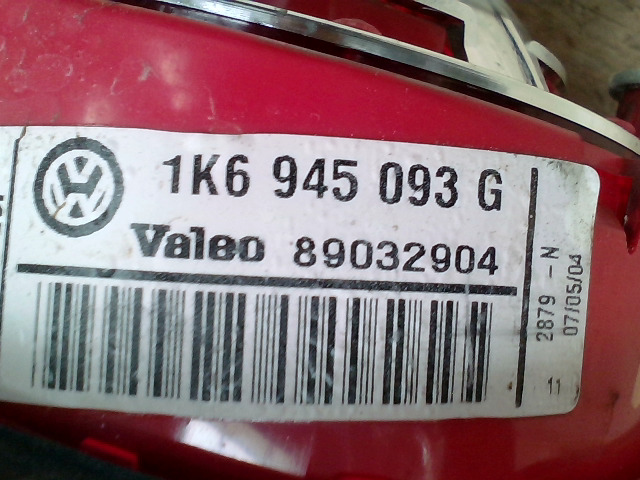 1K6 945 093 G
Valeo 89032904
2879 - N
07/05/04
11